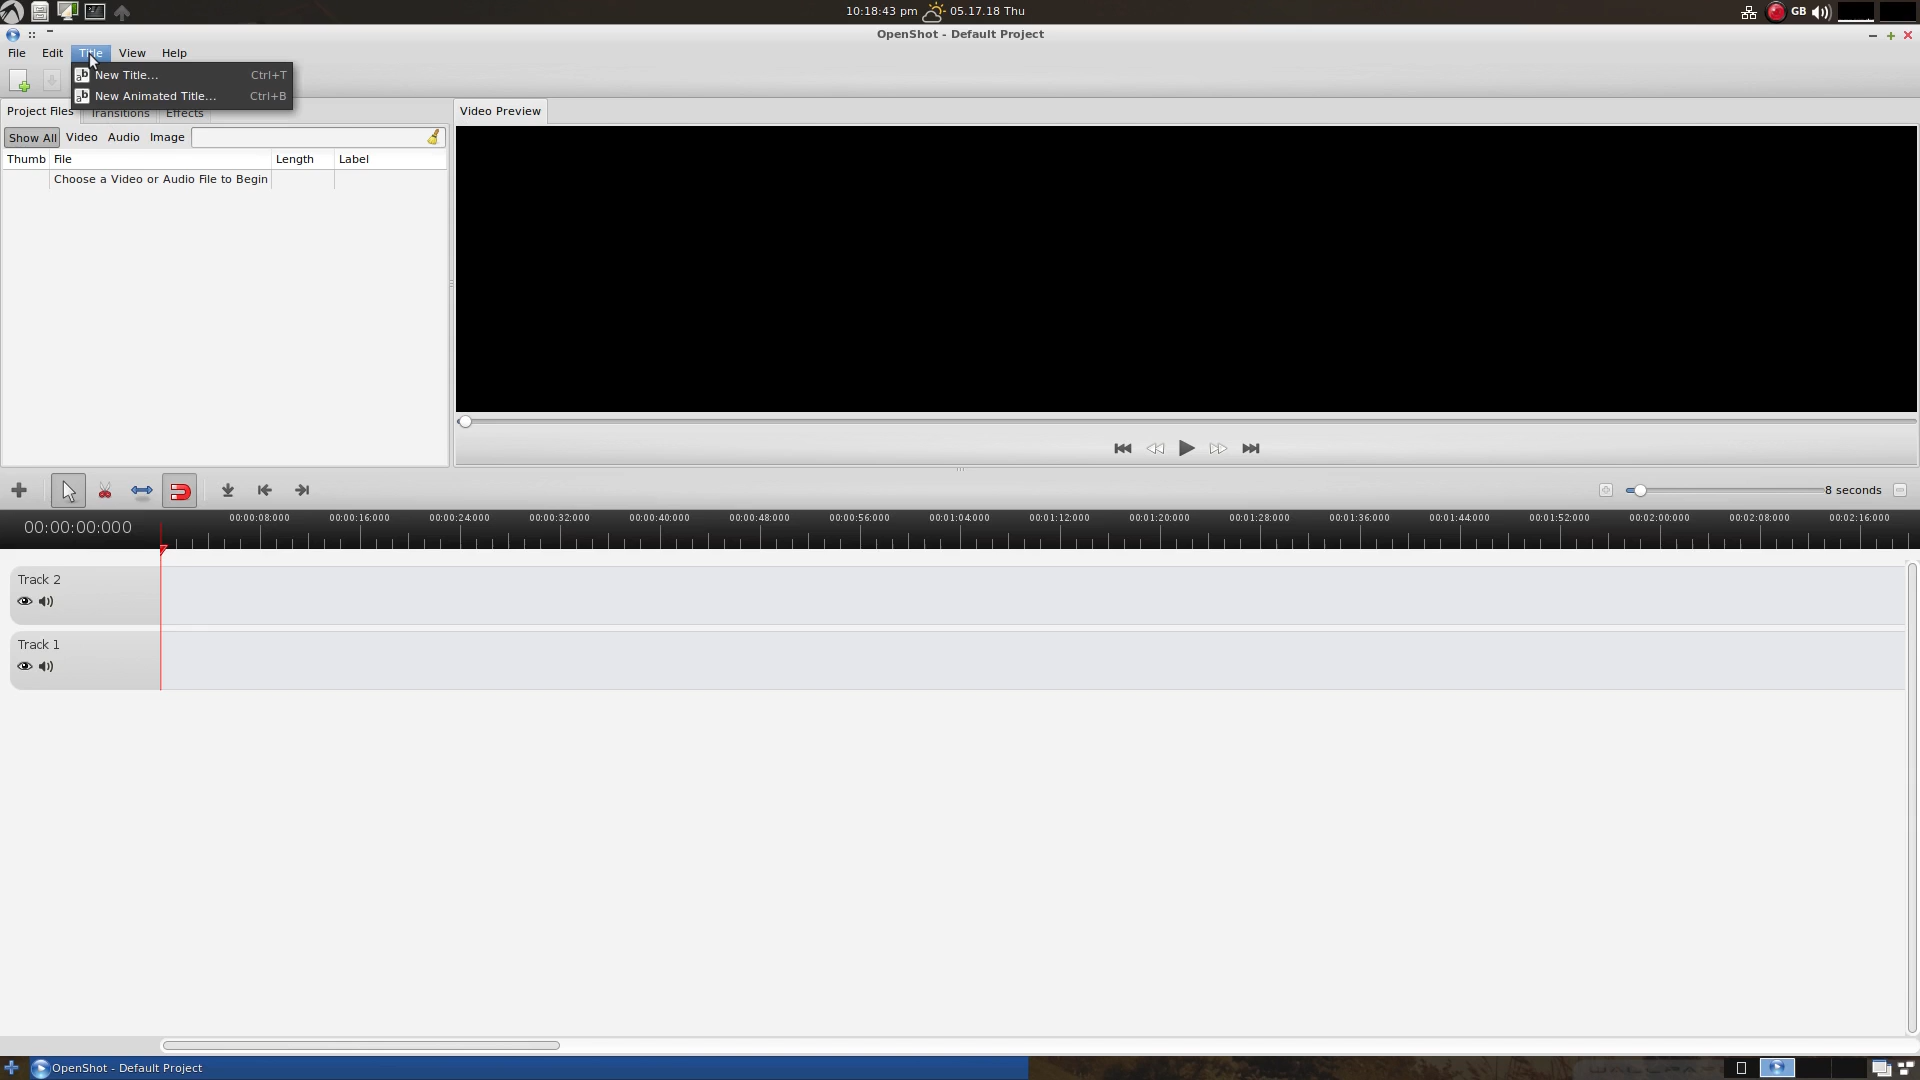 10:18:43 pm 05.17.18 Thu GB
OpenShot - Default Project
File Edit Title View Help
New Title... Ctrl+T
New Animated Title... Ctrl+B
Project Files Transitions Effects Video Preview
Show All Video Audio Image
Thumb File Length Label
Choose a Video or Audio File to Begin
8 seconds
00:00:00:000 00:00:08:000 00:00:16:000 00:00:24:000 00:00:32:000 00:00:40:000 00:00:48:000 00:00:56:000 00:01:04:000 00:01:12:000 00:01:20:000 00:01:28:000 00:01:36:000 00:01:44:000 00:01:52:000 00:02:00:000 00:02:08:000 00:02:16:000
Track 2
Track 1
OpenShot - Default Project